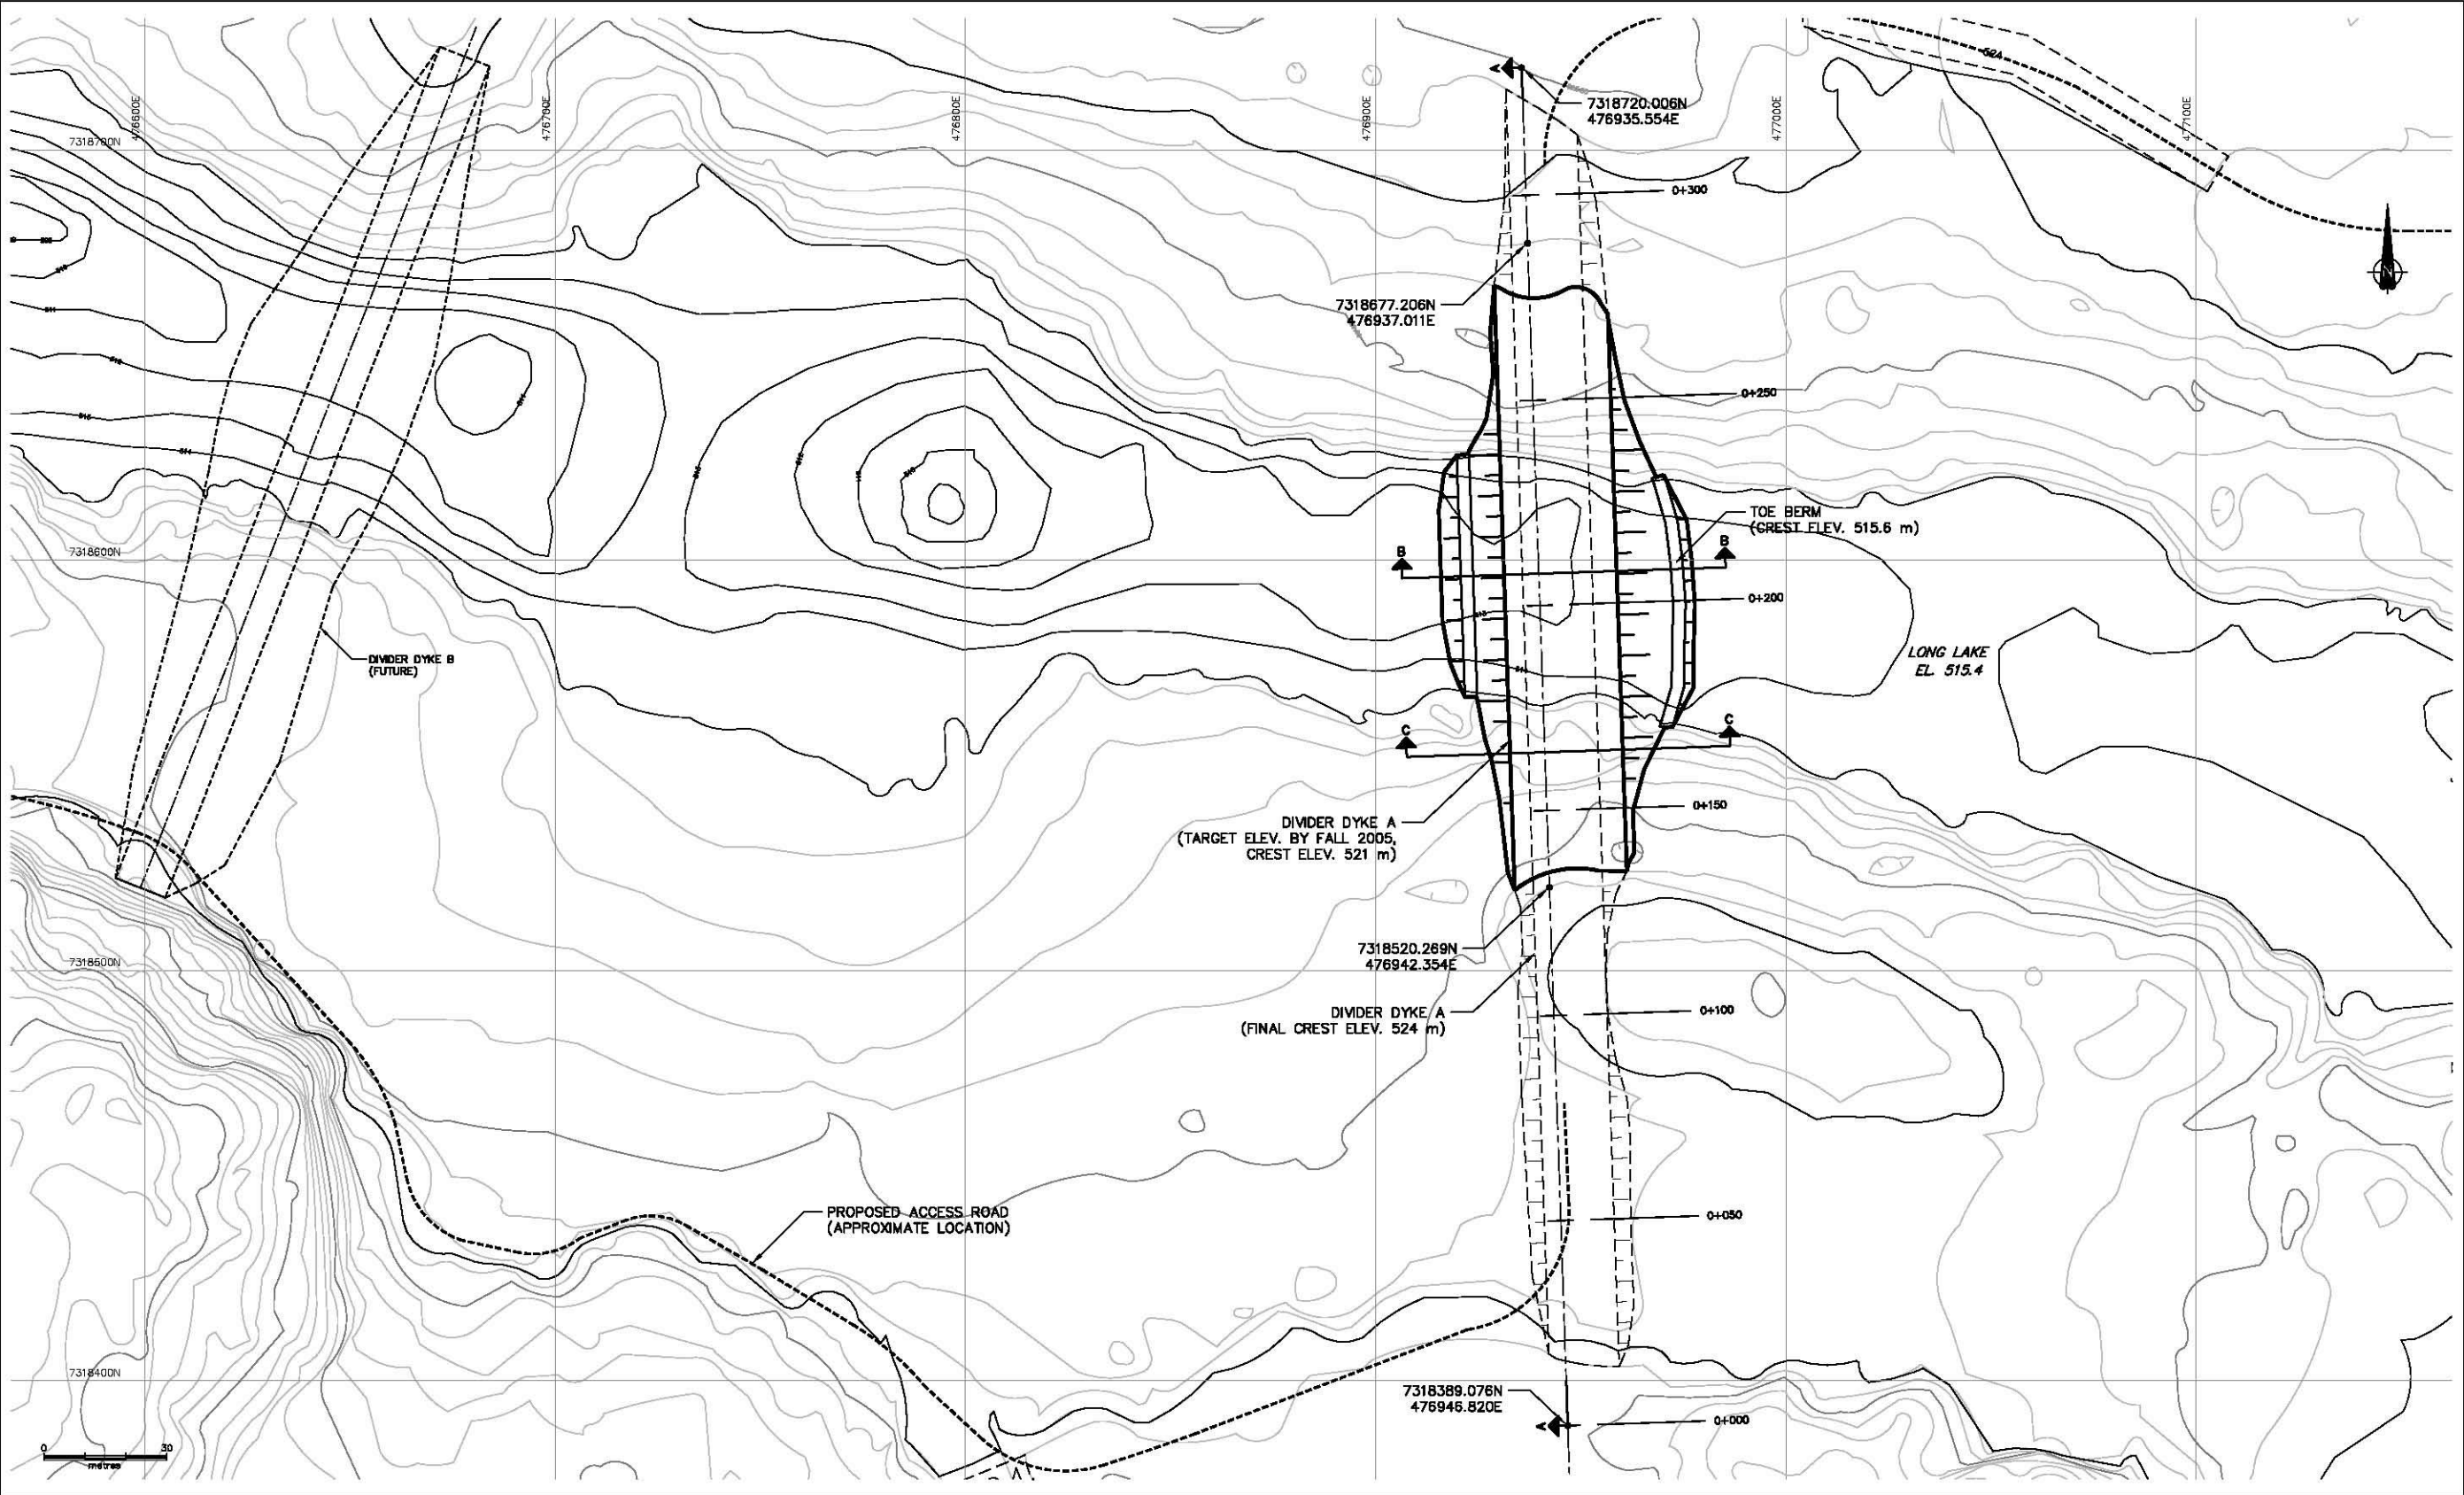 524
476600E
476700E
476800E
476900E
477000E
477100E
A
7318720.006N
476935.554E
7318700N
0+300
7318677.206N
476937.011E
0+250
TOE BERM
(CREST ELEV. 515.6 m)
B
B
7318600N
0+200
LONG LAKE
EL. 515.4
DIVIDER DYKE B
(FUTURE)
C
C
0+150
DIVIDER DYKE A
(TARGET ELEV. BY FALL 2005,
CREST ELEV. 521 m)
7318520.269N
476942.354E
7318500N
DIVIDER DYKE A
(FINAL CREST ELEV. 524 m)
0+100
PROPOSED ACCESS ROAD
(APPROXIMATE LOCATION)
0+050
7318400N
7318389.076N
476946.820E
A
0+000
0 30
metres
N